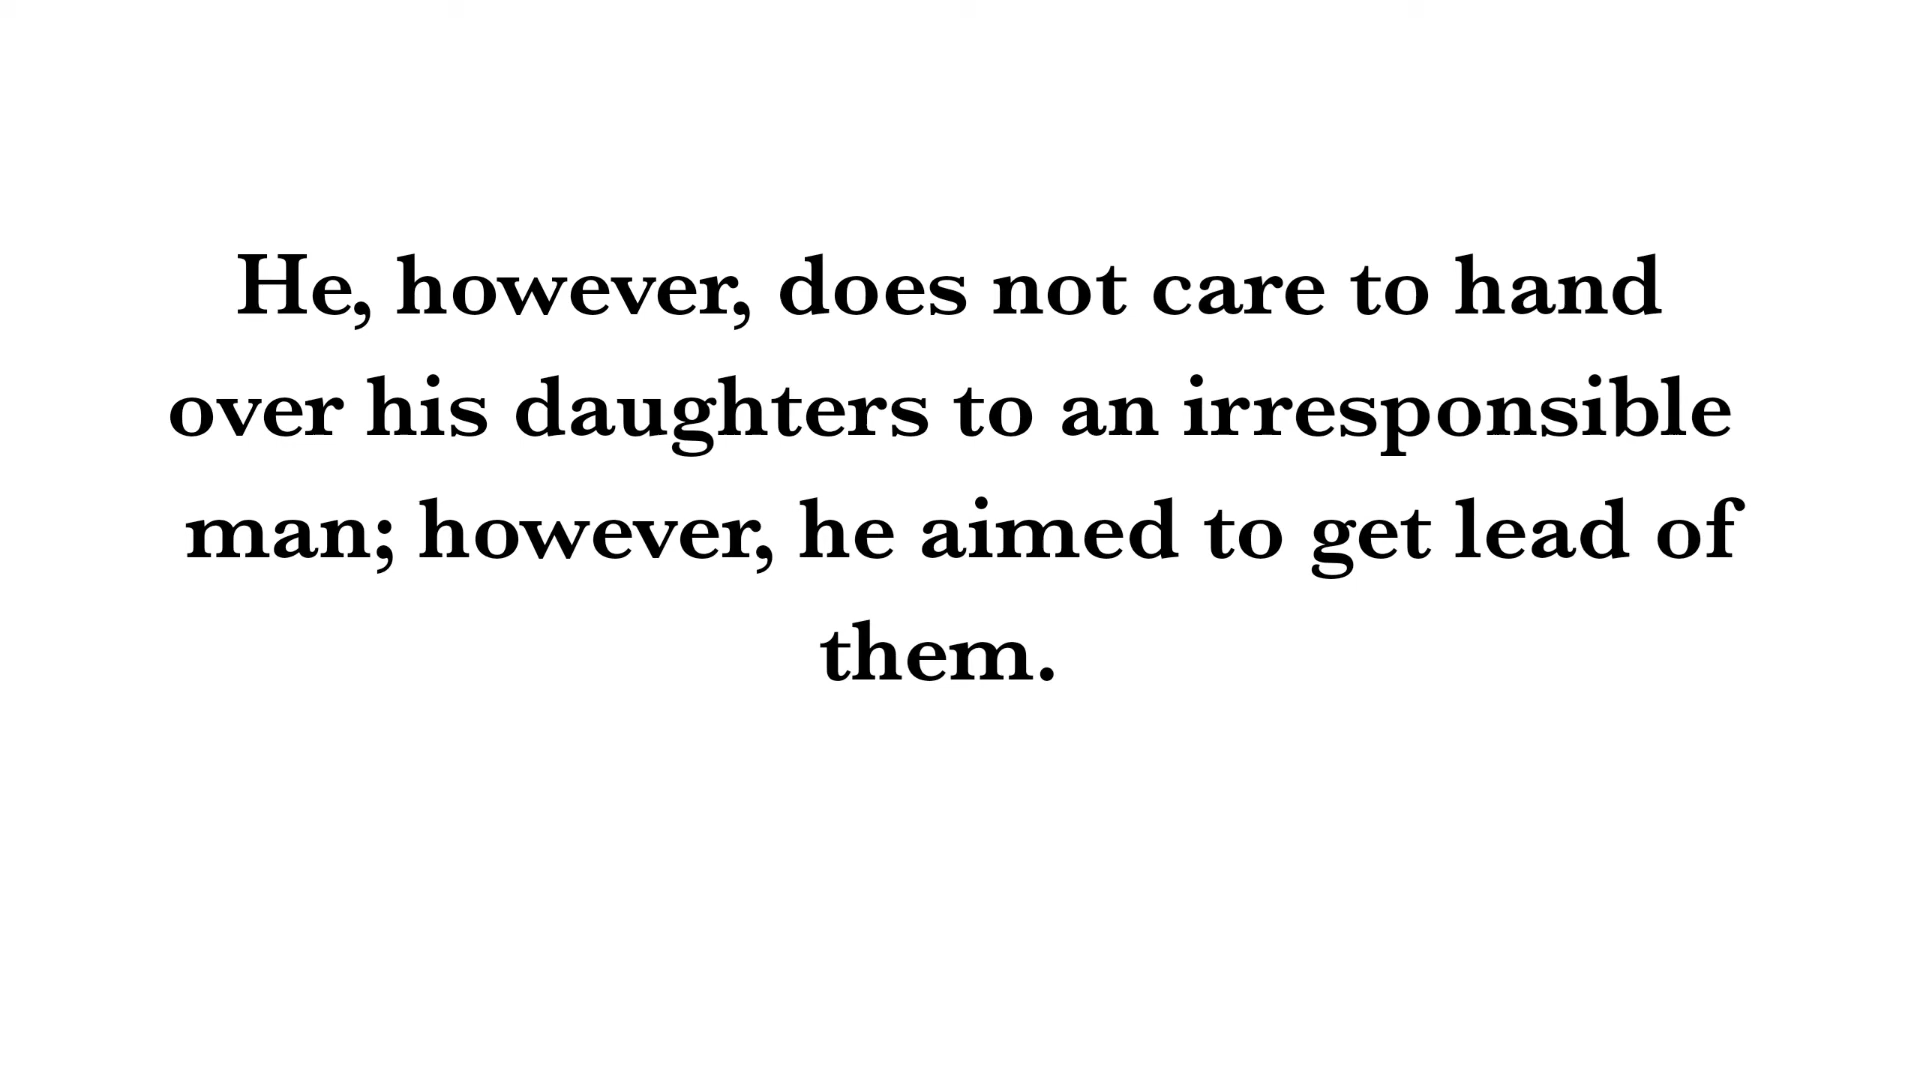 He, however, does not care to hand
over his daughters to an irresponsible
man; however, he aimed to get lead of
them.